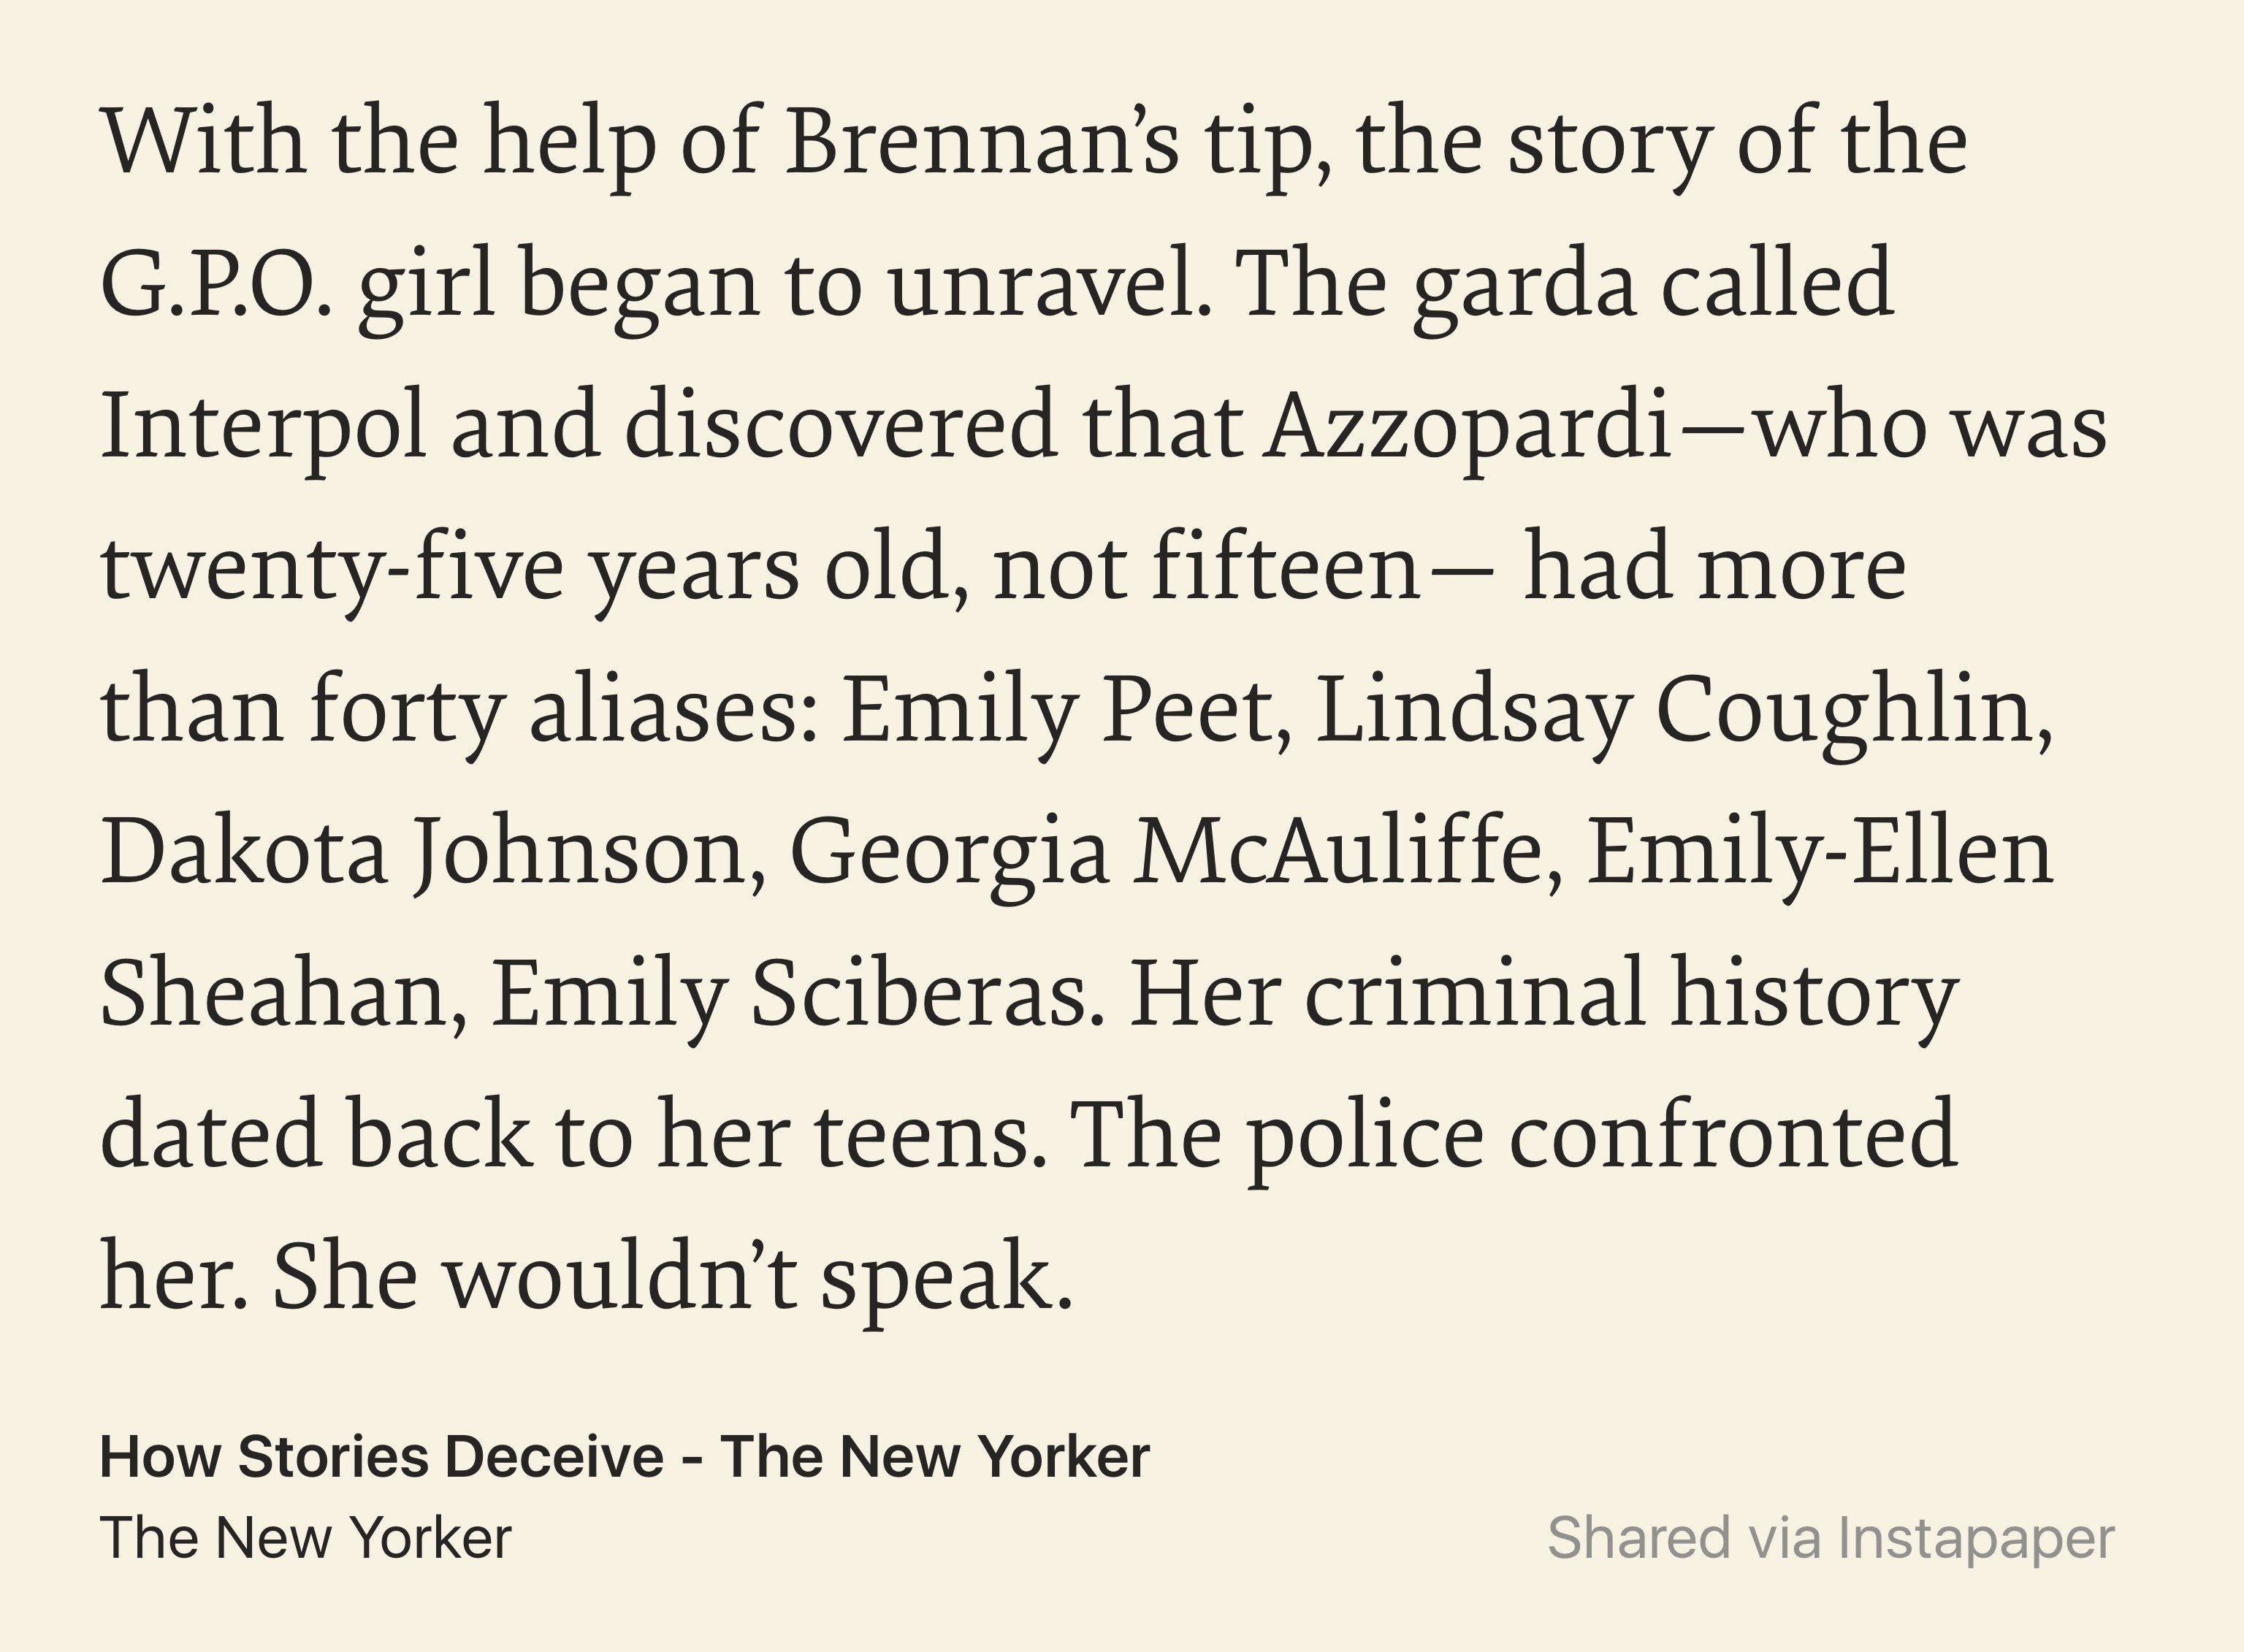 With the help of Brennan’s tip, the story of the
G.P.O. girl began to unravel. The garda called
Interpol and discovered that Azzopardi—who was
twenty-five years old, not fifteen— had more
than forty aliases: Emily Peet, Lindsay Coughlin,
Dakota Johnson, Georgia McAuliffe, Emily-Ellen
Sheahan, Emily Sciberas. Her criminal history
dated back to her teens. The police confronted
her. She wouldn’t speak.
How Stories Deceive - The New Yorker
The New Yorker
Shared via Instapaper